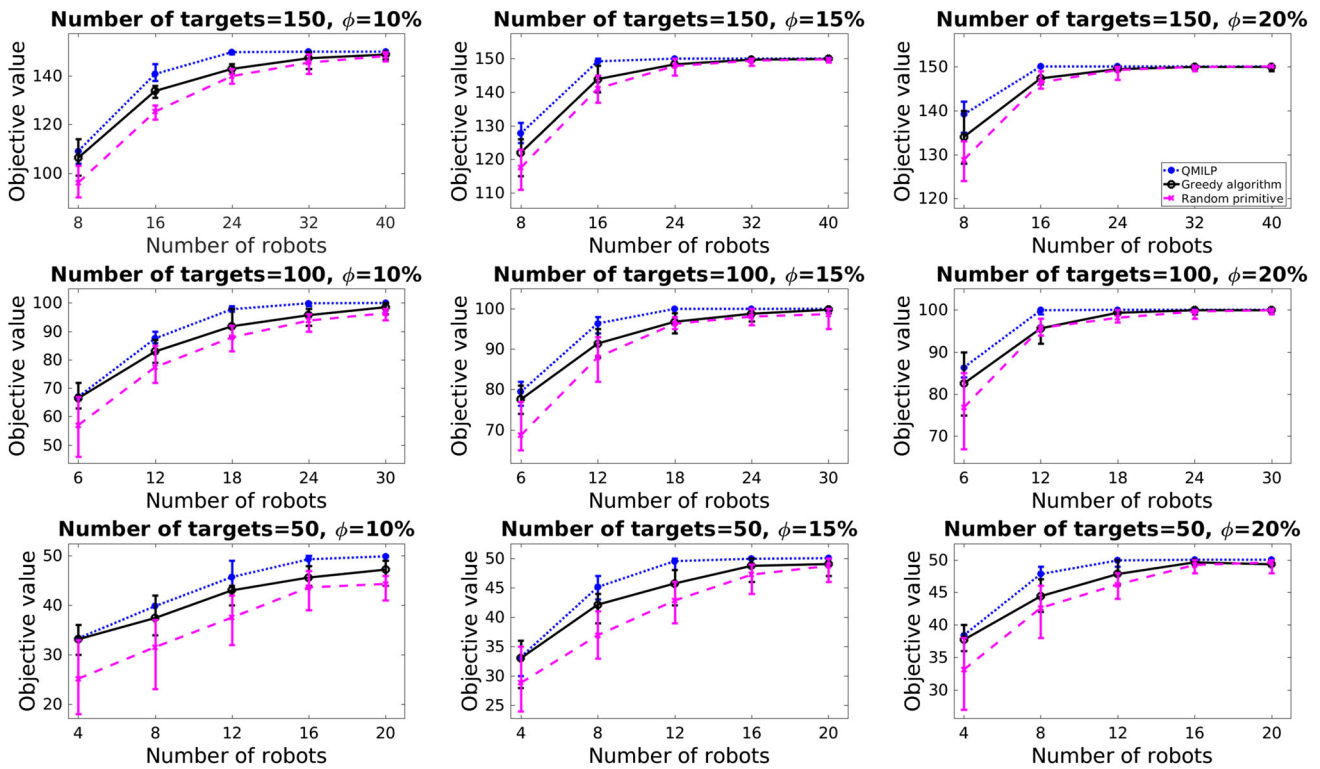 Number of targets=150, ϕ=10%
Number of targets=150, ϕ=15%
Number of targets=150, ϕ=20%
Objective value
140
120
100
8 16 24 32 40
Number of robots
Objective value
150
140
130
120
110
8 16 24 32 40
Number of robots
Objective value
150
140
130
120
QMILP
Greedy algorithm
Random primitive
8 16 24 32 40
Number of robots
Number of targets=100, ϕ=10%
Number of targets=100, ϕ=15%
Number of targets=100, ϕ=20%
Objective value
100
90
80
70
60
50
6 12 18 24 30
Number of robots
Objective value
100
90
80
70
6 12 18 24 30
Number of robots
Objective value
100
90
80
70
6 12 18 24 30
Number of robots
Number of targets=50, ϕ=10%
Number of targets=50, ϕ=15%
Number of targets=50, ϕ=20%
Objective value
50
40
30
20
4 8 12 16 20
Number of robots
Objective value
50
45
40
35
30
25
4 8 12 16 20
Number of robots
Objective value
50
45
40
35
30
4 8 12 16 20
Number of robots